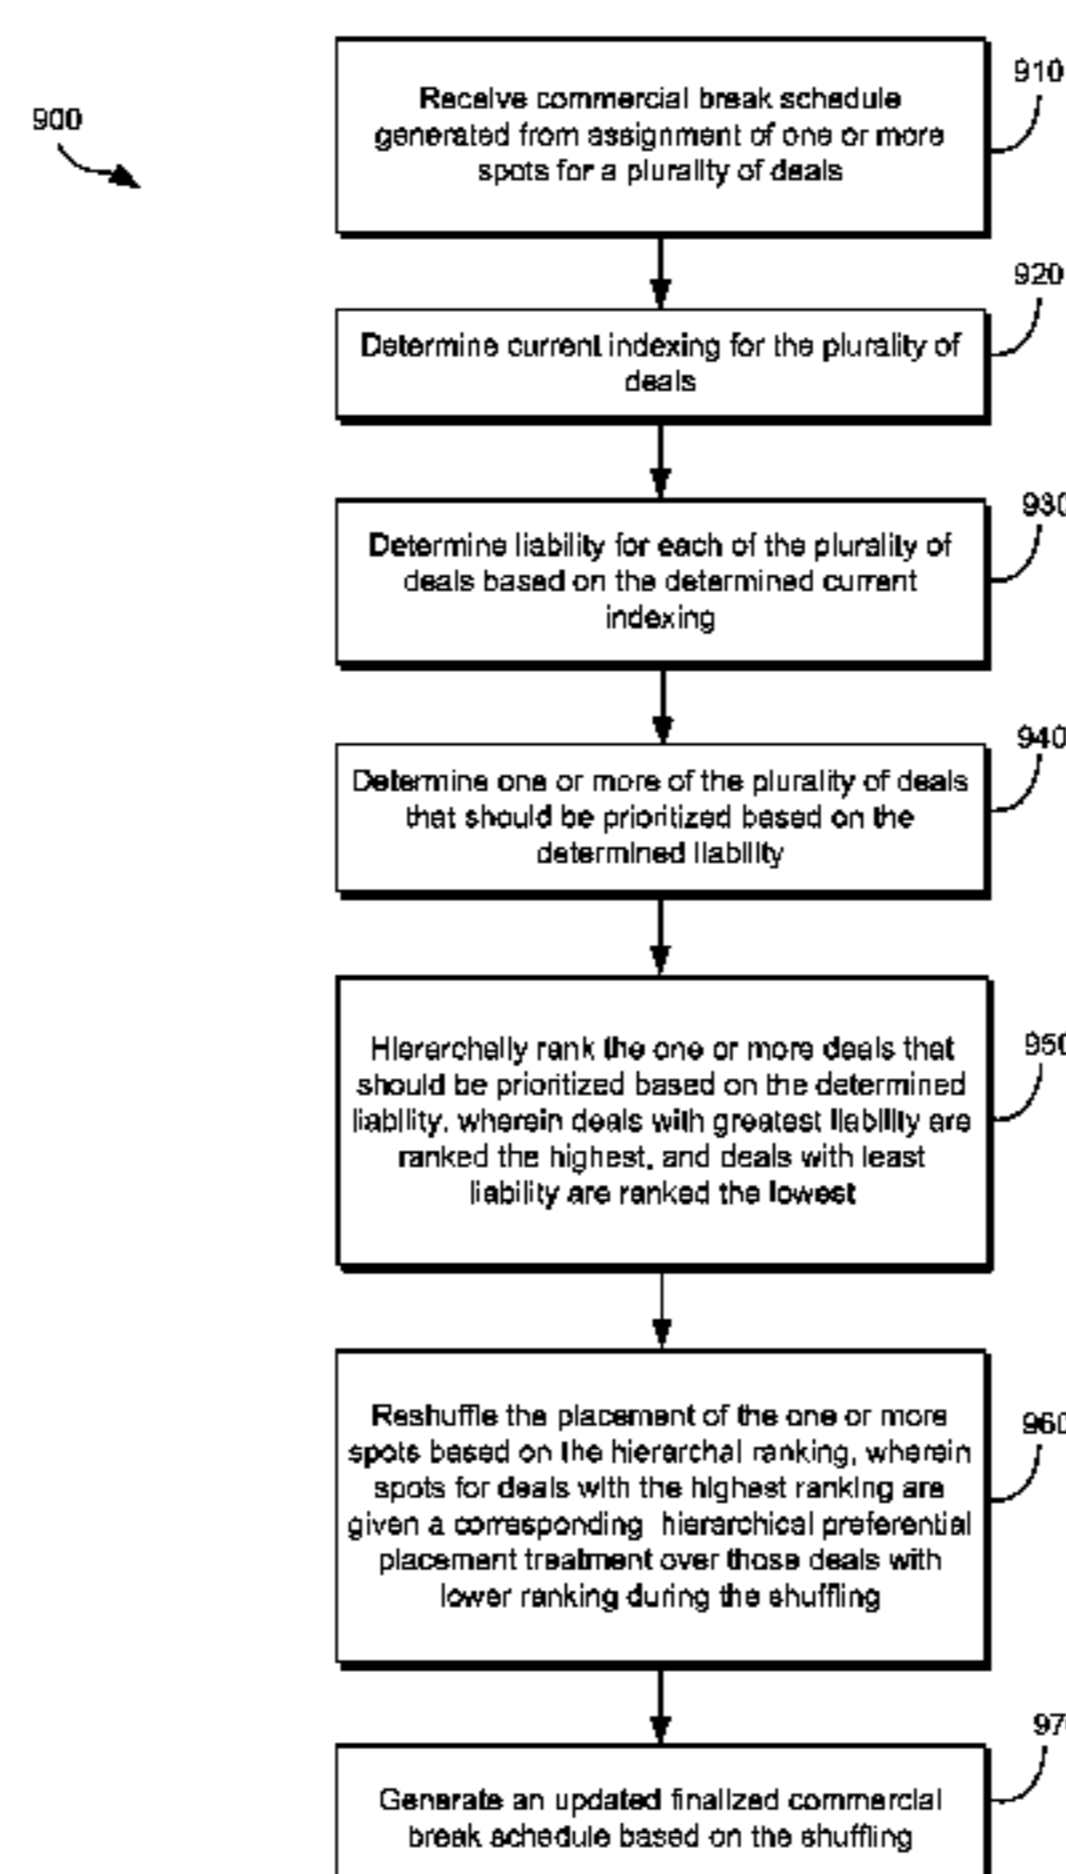 900
910
Receive commercial break schedule
generated from assignment of one or more
spots for a plurality of deals
920
Determine current indexing for the plurality of
deals
930
Determine liability for each of the plurality of
deals based on the determined current
indexing
940
Determine one or more of the plurality of deals
that should be prioritized based on the
determined liability
950
Hierarchally rank the one or more deals that
should be prioritized based on the determined
liability, wherein deals with greatest liability are
ranked the highest, and deals with least
liability are ranked the lowest
960
Reshuffle the placement of the one or more
spots based on the hierarchal ranking, wherein
spots for deals with the highest ranking are
given a corresponding hierarchical preferential
placement treatment over those deals with
lower ranking during the shuffling
970
Generate an updated finalized commercial
break schedule based on the shuffling